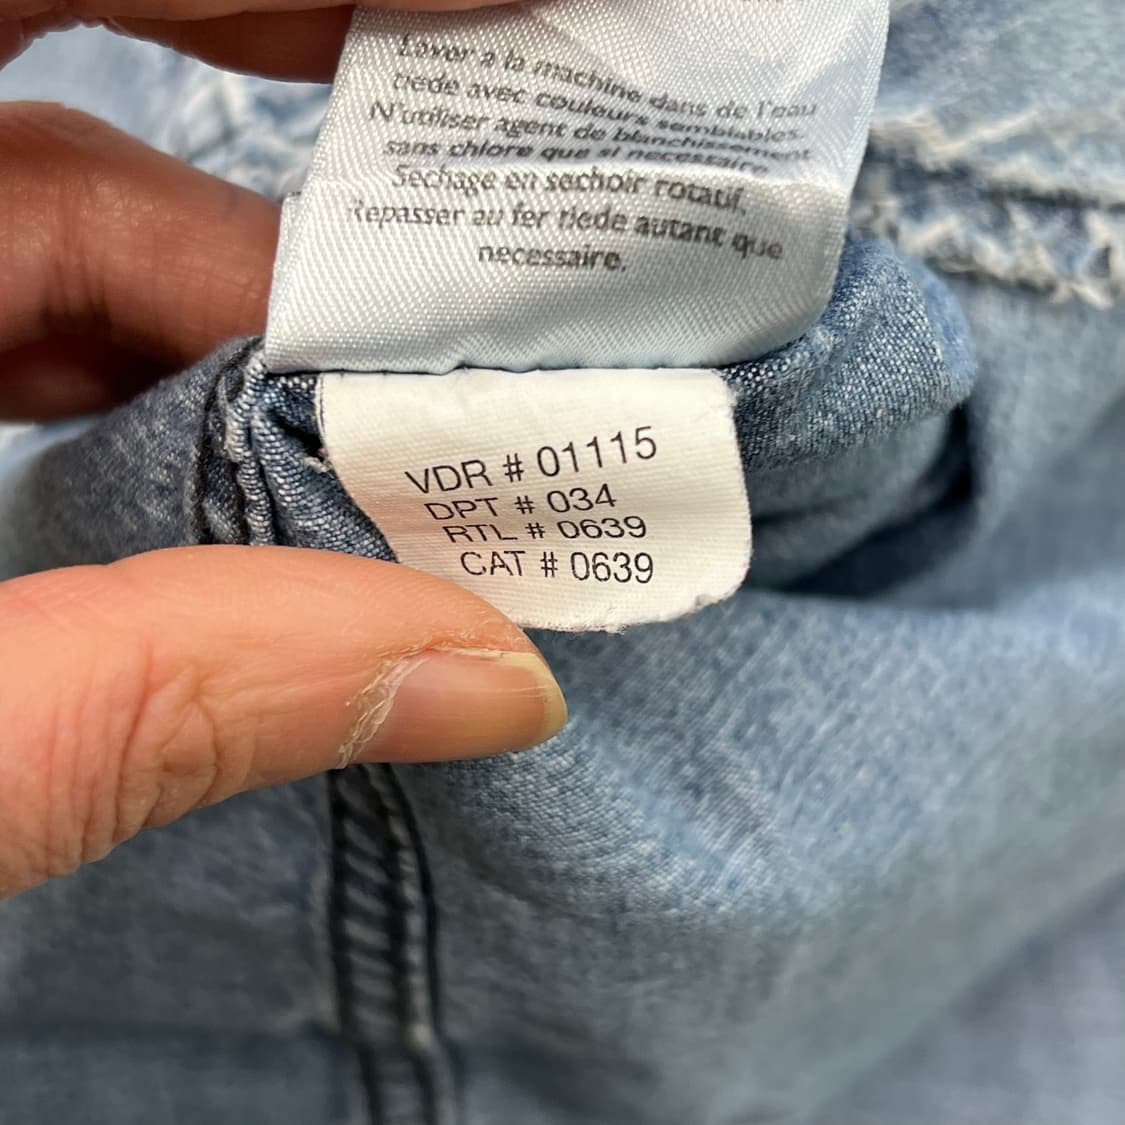 Laver a la machine dans de l'eau
tiede avec couleurs semblables.
N'utiliser agent de blanchissement
sans chlore que si necessaire.
Sechage en sechoir rotatif.
Repasser au fer tiede autant que
necessaire.
VDR # 01115
DPT # 034
RTL # 0639
CAT # 0639